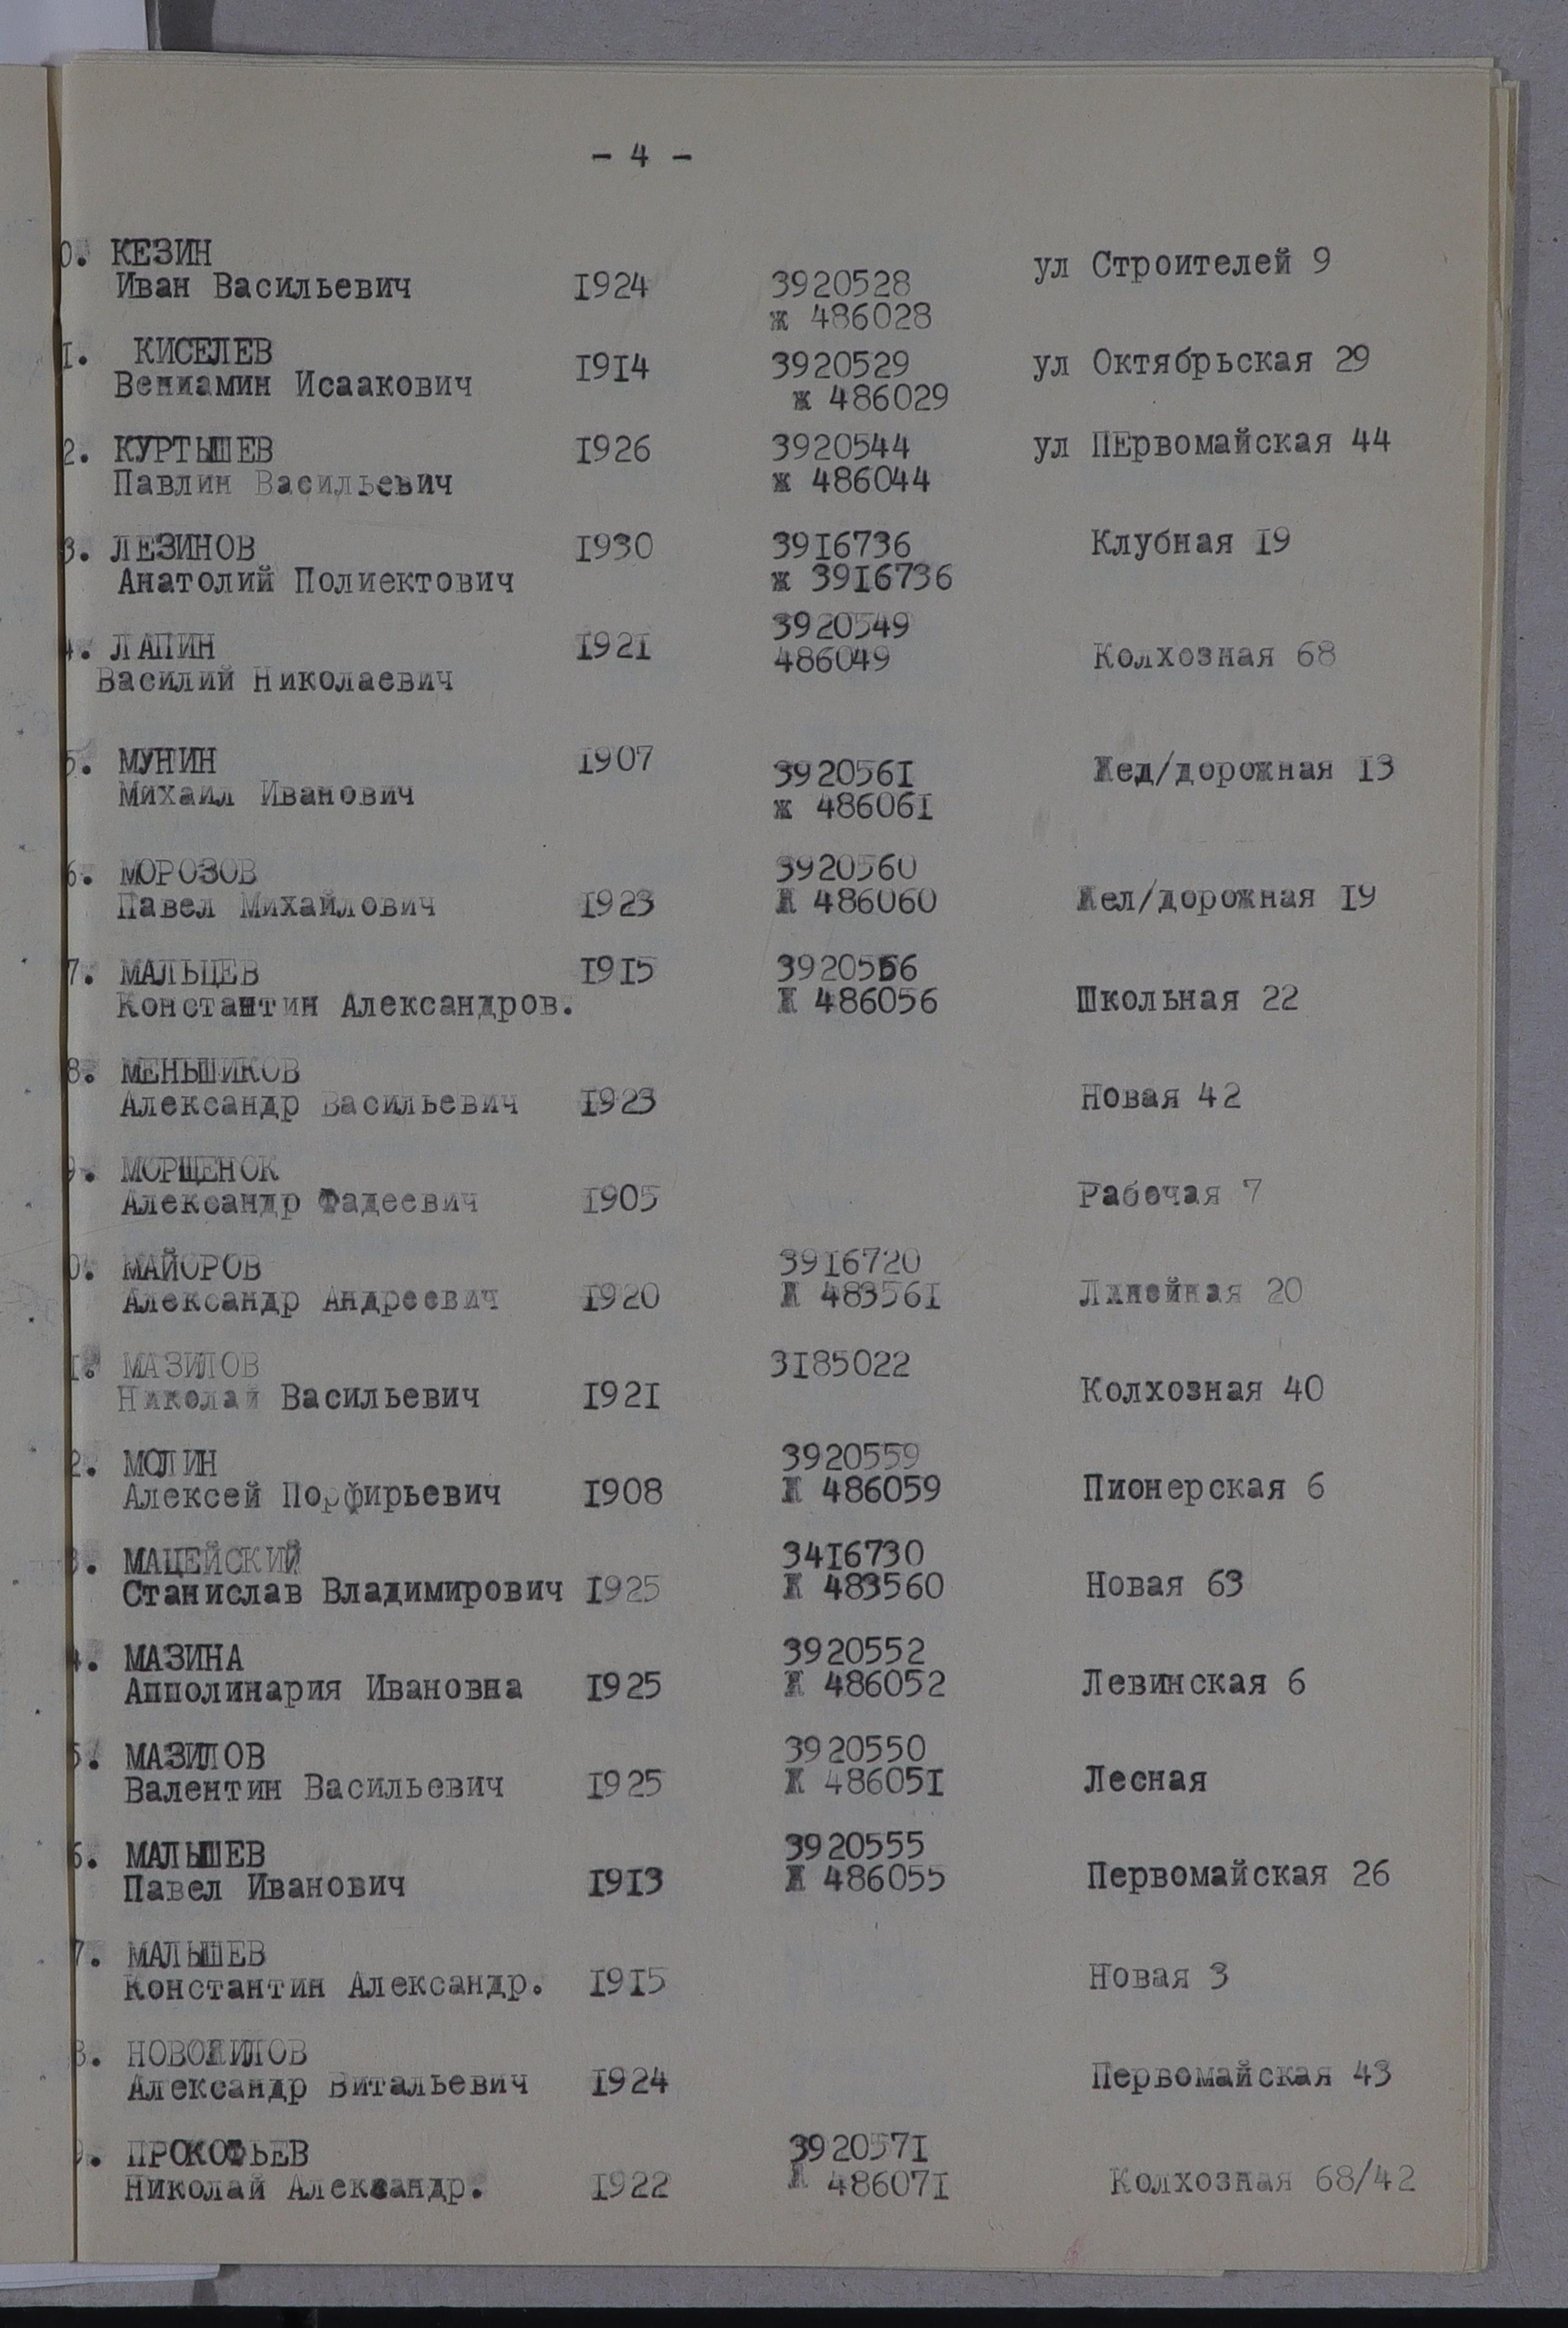 - 4 -
0. КЕЗИН
Иван Васильевич 1924 3920528 ул Строителей 9
ж 486028
1. КИСЕЛЕВ 1914 3920529 ул Октябрьская 29
Вениамин Исаакович ж 486029
2. КУРТЫШЕВ 1926 3920544 ул ПЕрвомайская 44
Павлин Васильевич ж 486044
3. ЛЕЗИНОВ 1930 3916736 Клубная 19
Анатолий Полиектович ж 3916736
3920549
4. ЛАПИН 1921 486049 Колхозная 68
Василий Николаевич
5. МУНИН 1907 3920561 Жед/дорожная 13
Михаил Иванович ж 486061
6. МОРОЗОВ 3920560
Павел Михайлович 1923 Ж 486060 Жел/дорожная 19
7. МАЛЬЦЕВ 1915 3920556
Константин Александров. Ж 486056 Школьная 22
8. МЕНЬШИКОВ
Александр Васильевич 1923 Новая 42
9. МОРЩЕНОК
Александр Фадеевич 1905 Рабочая 7
0. МАЙОРОВ 3916720
Александр Андреевич 1920 Ж 483561 Линейная 20
1. МАЗИЛОВ 3185022
Николай Васильевич 1921 Колхозная 40
2. МОЛИН 3920559
Алексей Порфирьевич 1908 Ж 486059 Пионерская 6
3. МАЦЕЙСКИЙ 3416730
Станислав Владимирович 1925 Ж 483560 Новая 63
4. МАЗИНА 3920552
Апполинария Ивановна 1925 Ж 486052 Левинская 6
5. МАЗИЛОВ 3920550
Валентин Васильевич 1925 Ж 486051 Лесная
6. МАЛЫШЕВ 3920555
Павел Иванович 1913 Ж 486055 Первомайская 26
7. МАЛЫШЕВ
Константин Александр. 1915 Новая 3
8. НОВОЖИЛОВ
Александр Витальевич 1924 Первомайская 43
9. ПРОКОФЬЕВ 3920571
Николай Александр. 1922 Ж 486071 Колхозная 68/42